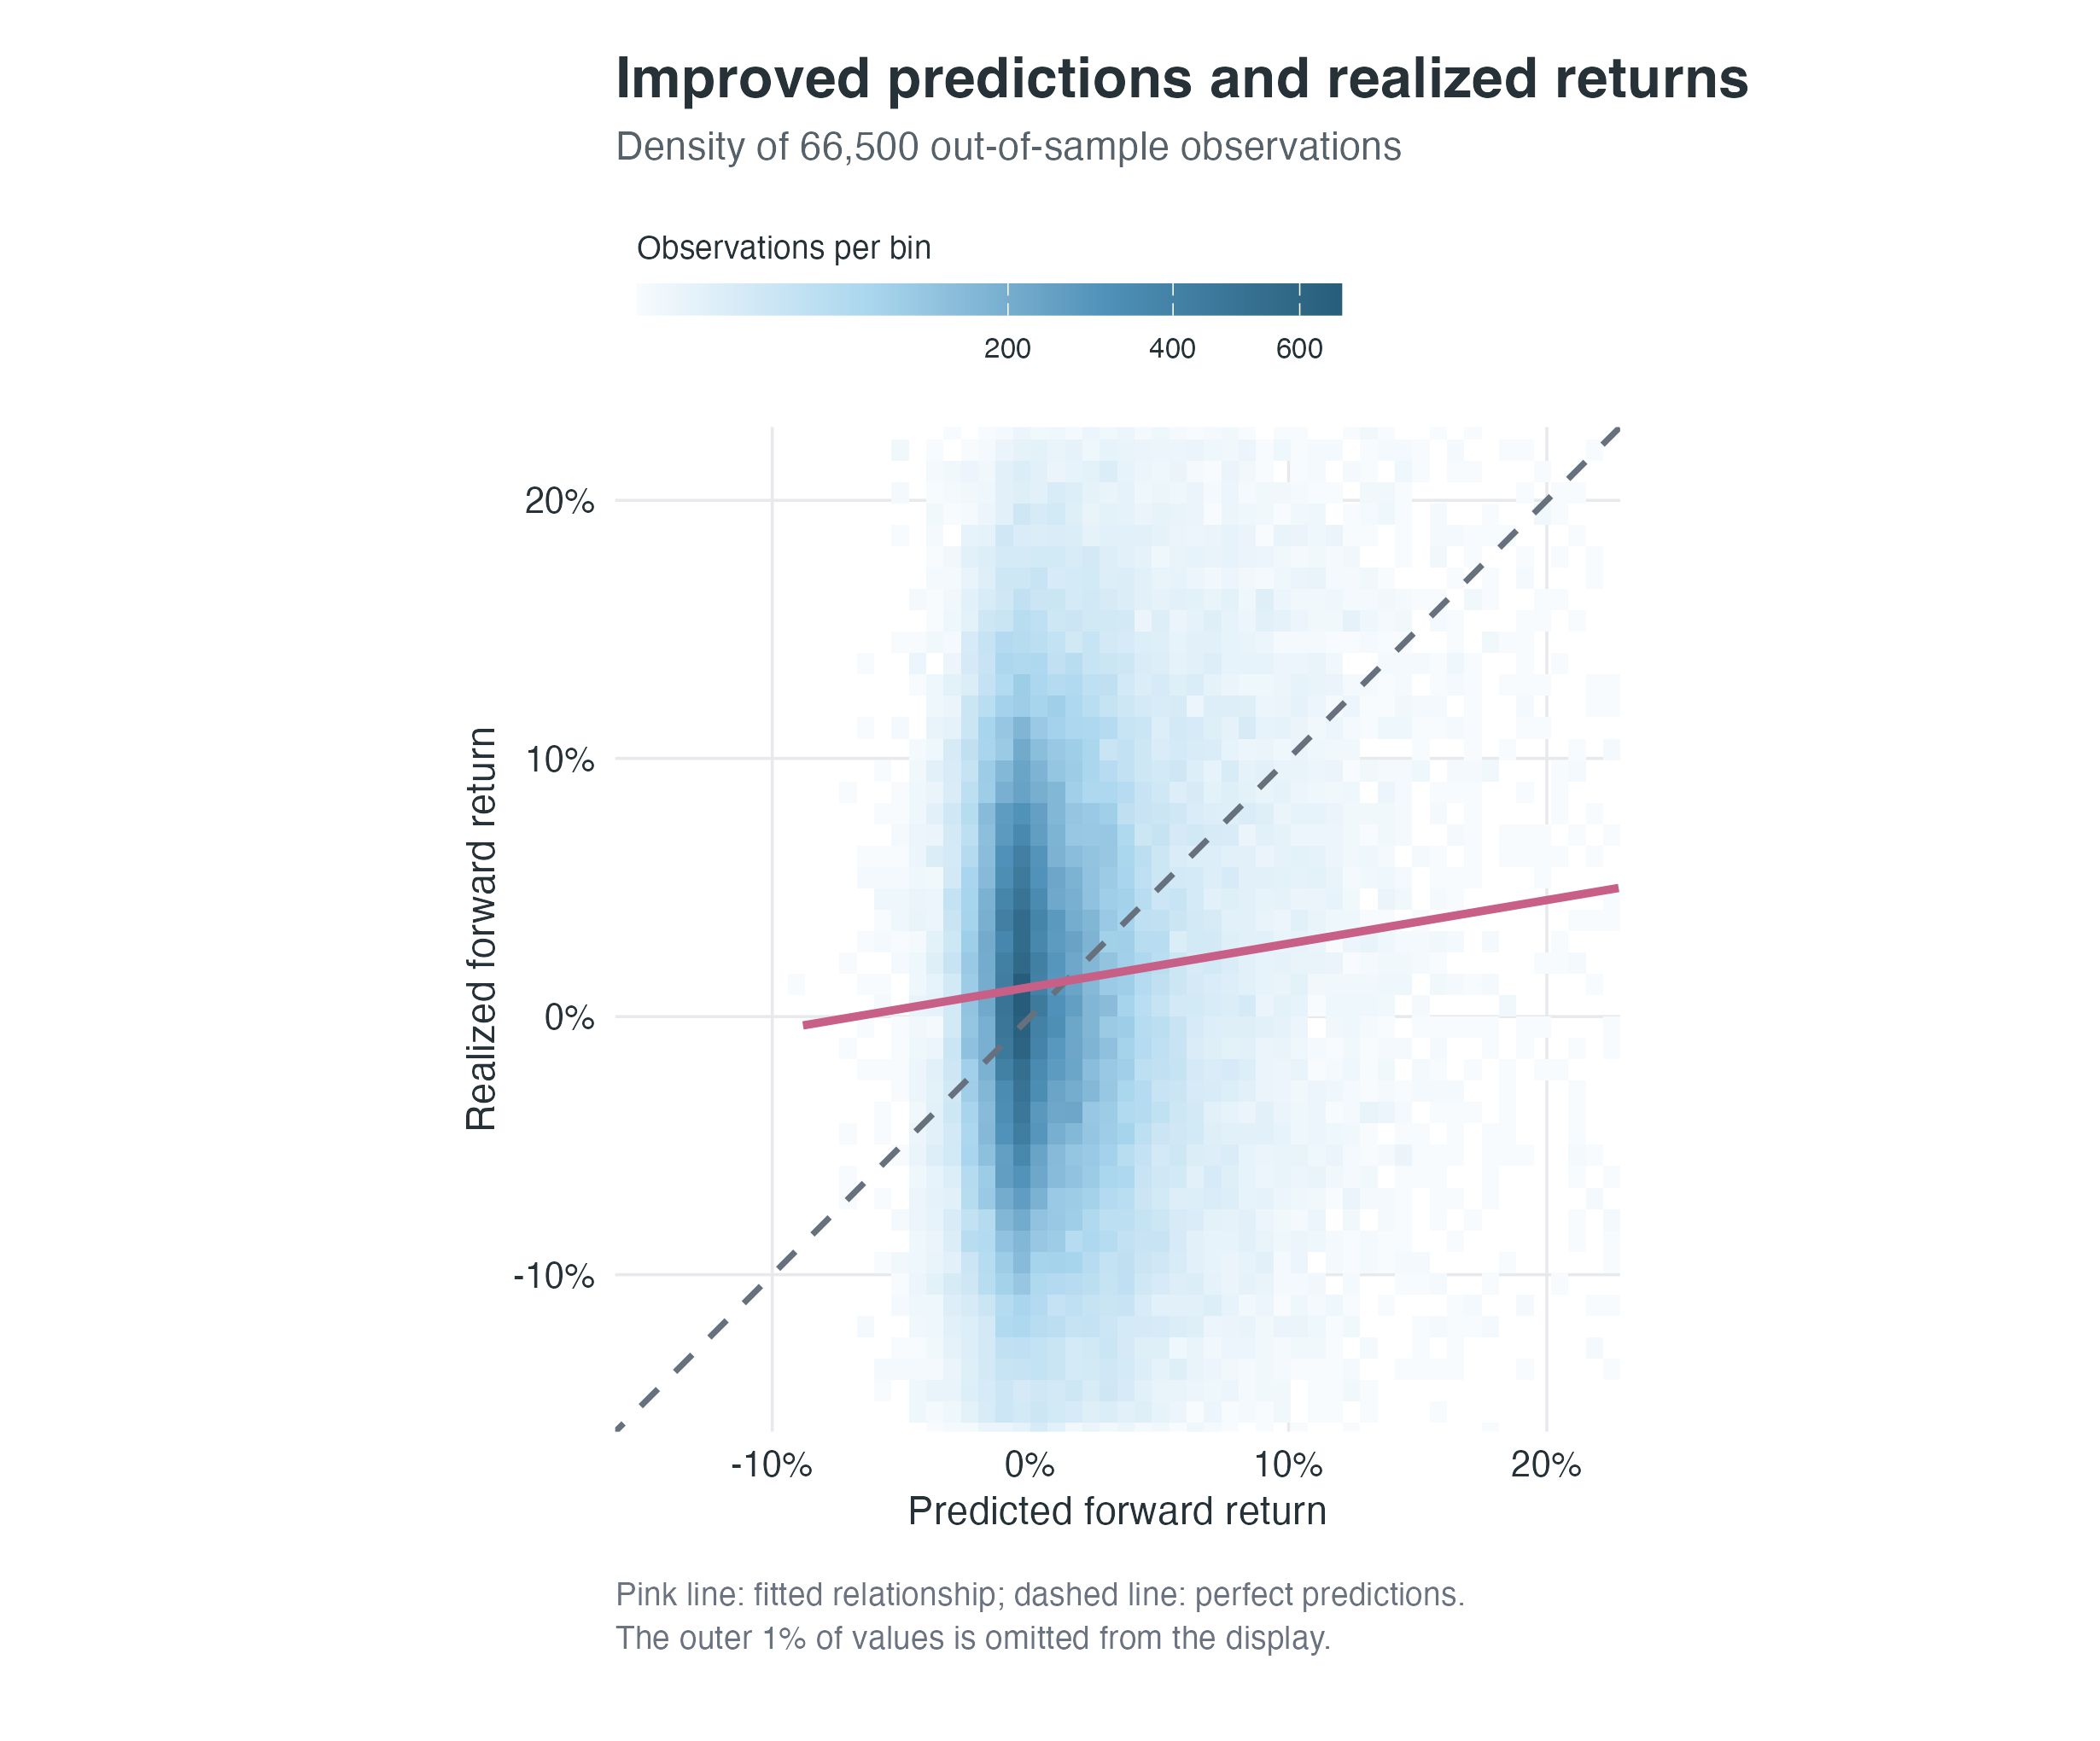 Improved predictions and realized returns
Density of 66,500 out-of-sample observations
Observations per bin
200 400 600
20%
10%
0%
-10%
Realized forward return
-10% 0% 10% 20%
Predicted forward return
Pink line: fitted relationship; dashed line: perfect predictions.
The outer 1% of values is omitted from the display.